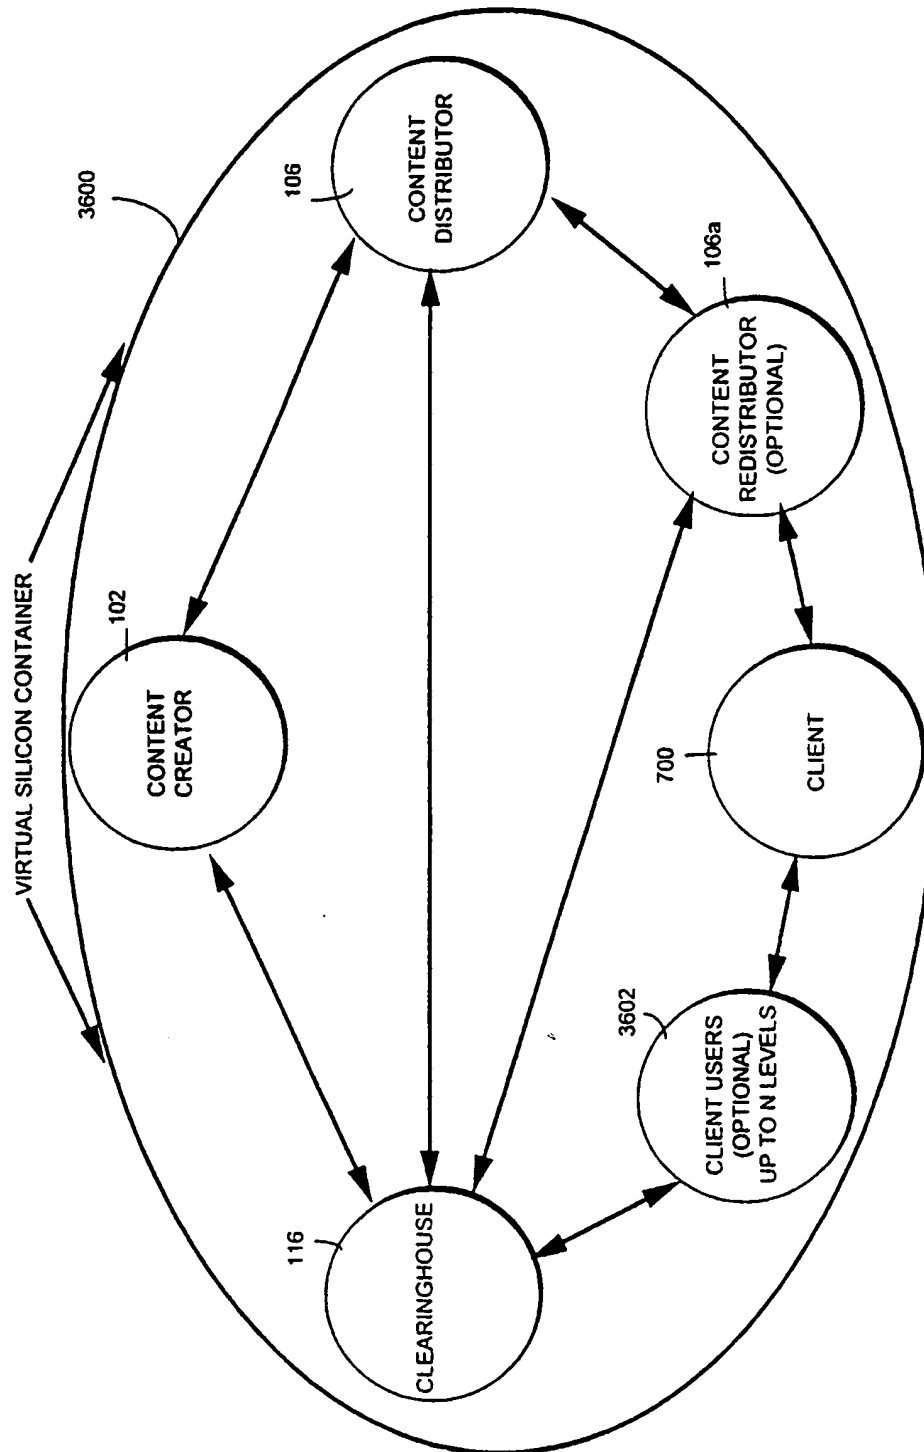 VIRTUAL SILICON CONTAINER
3600
102
CONTENT
CREATOR
106
CONTENT
DISTRIBUTOR
116
CLEARINGHOUSE
106a
CONTENT
REDISTRIBUTOR
(OPTIONAL)
3602
CLIENT USERS
(OPTIONAL)
UP TO N LEVELS
700
CLIENT